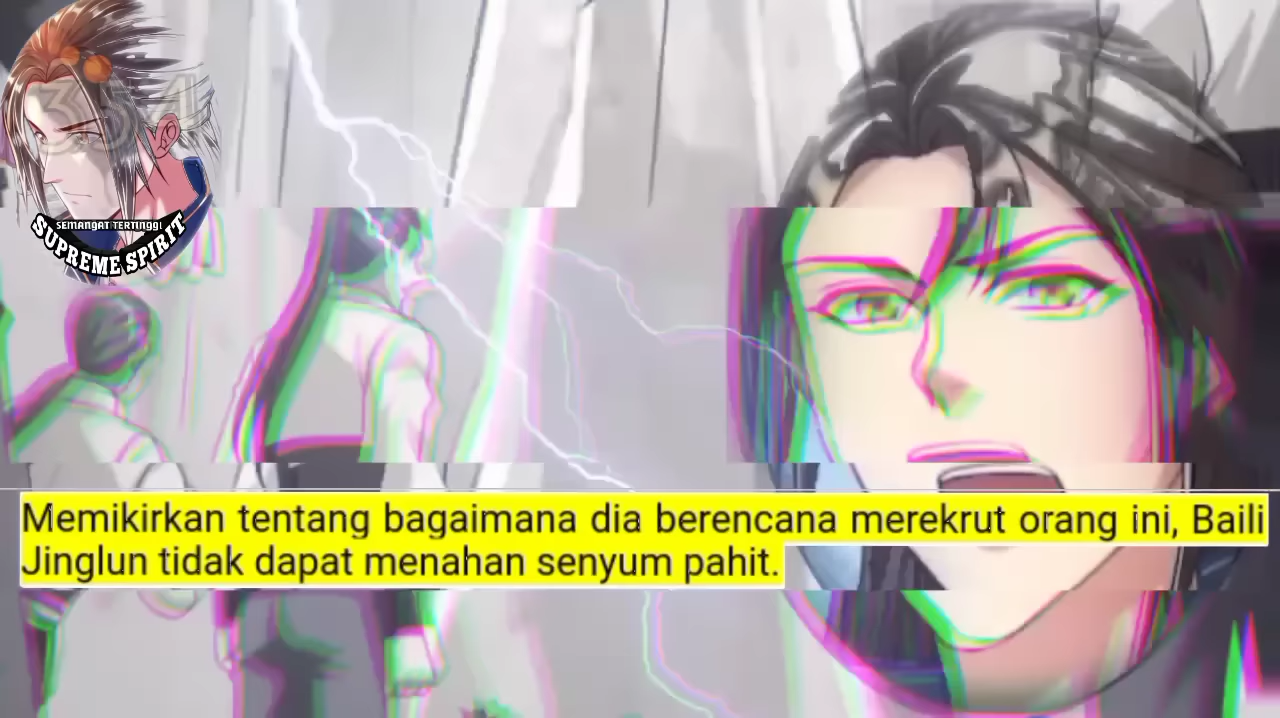 354
SEMANGAT TERTINGGI
SUPREME SPIRIT
Memikirkan tentang bagaimana dia berencana merekrut orang ini, Baili
Jinglun tidak dapat menahan senyum pahit.